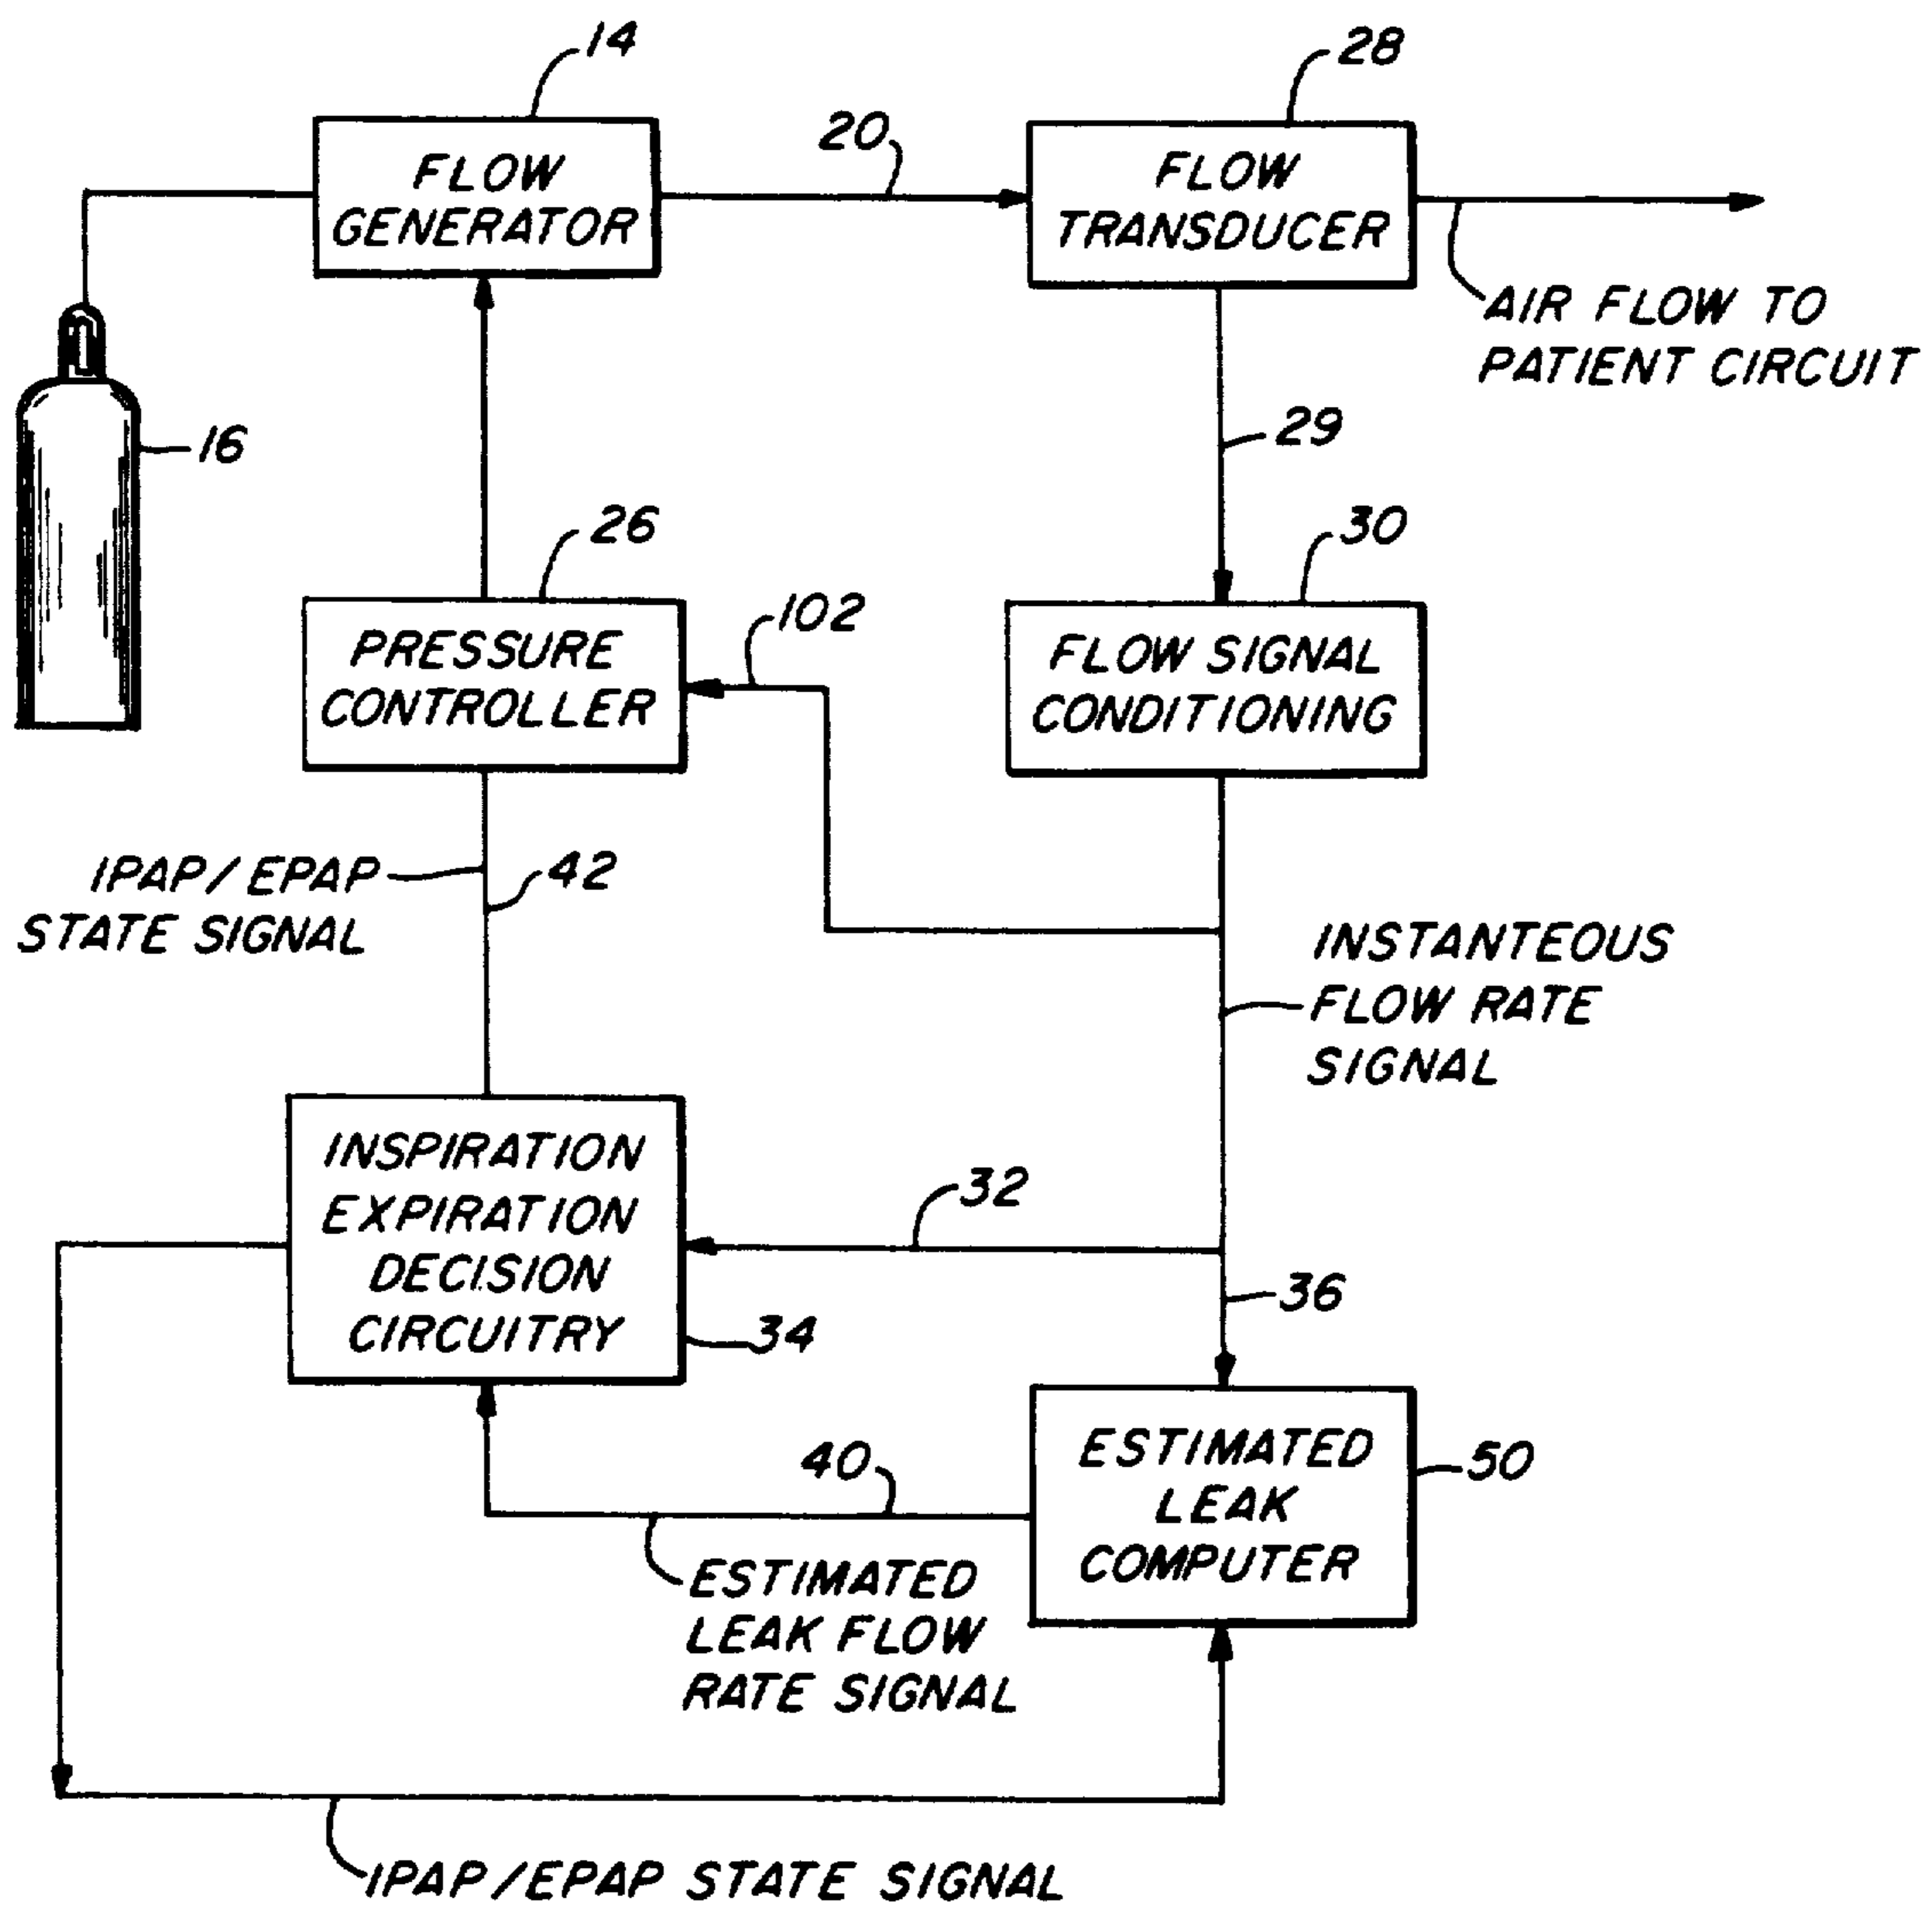 14
28
20
FLOW
GENERATOR
FLOW
TRANSDUCER
AIR FLOW TO
PATIENT CIRCUIT
16
29
26
30
102
PRESSURE
CONTROLLER
FLOW SIGNAL
CONDITIONING
IPAP/EPAP
STATE SIGNAL
42
INSTANTEOUS
FLOW RATE
SIGNAL
INSPIRATION
EXPIRATION
DECISION
CIRCUITRY
32
34
36
ESTIMATED
LEAK
COMPUTER
50
40
ESTIMATED
LEAK FLOW
RATE SIGNAL
IPAP/EPAP STATE SIGNAL